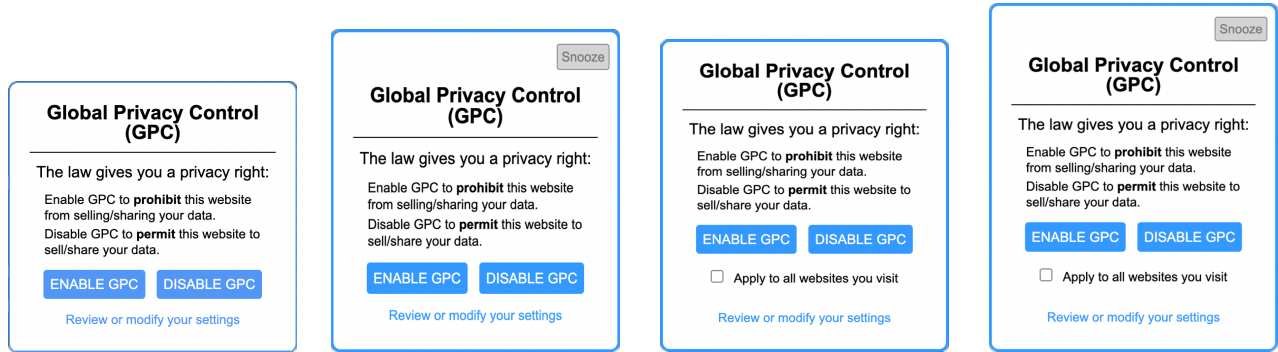 Global Privacy Control
(GPC)
The law gives you a privacy right:
Enable GPC to prohibit this website
from selling/sharing your data.
Disable GPC to permit this website to
sell/share your data.
ENABLE GPC
DISABLE GPC
Review or modify your settings
Snooze
Global Privacy Control
(GPC)
The law gives you a privacy right:
Enable GPC to prohibit this website
from selling/sharing your data.
Disable GPC to permit this website to
sell/share your data.
ENABLE GPC
DISABLE GPC
Review or modify your settings
Global Privacy Control
(GPC)
The law gives you a privacy right:
Enable GPC to prohibit this website
from selling/sharing your data.
Disable GPC to permit this website to
sell/share your data.
ENABLE GPC
DISABLE GPC
Apply to all websites you visit
Review or modify your settings
Snooze
Global Privacy Control
(GPC)
The law gives you a privacy right:
Enable GPC to prohibit this website
from selling/sharing your data.
Disable GPC to permit this website to
sell/share your data.
ENABLE GPC
DISABLE GPC
Apply to all websites you visit
Review or modify your settings